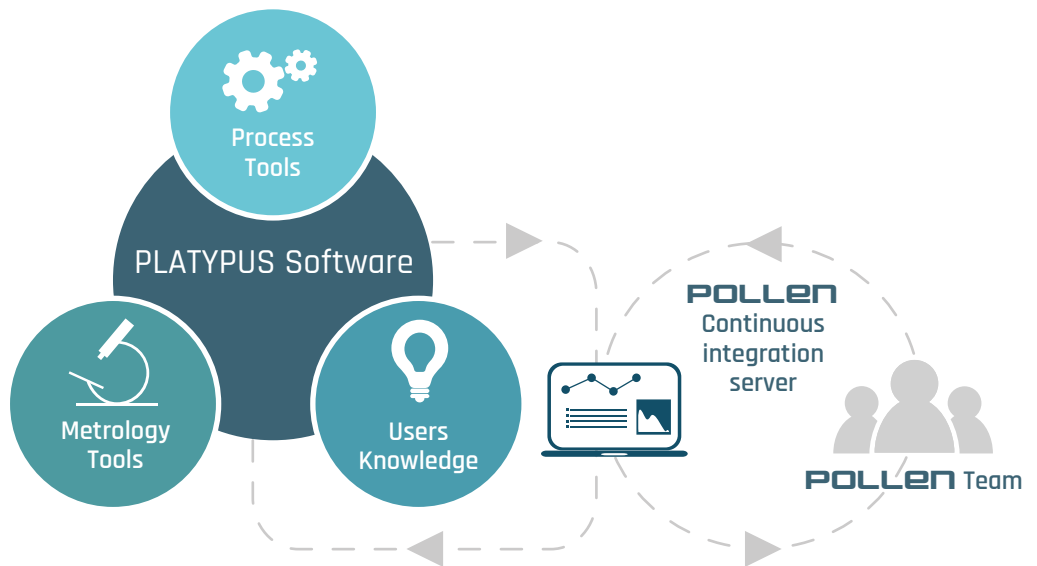 Process
Tools
PLATYPUS Software
Metrology
Tools
Users
Knowledge
POLLEN
Continuous
integration
server
POLLEN Team